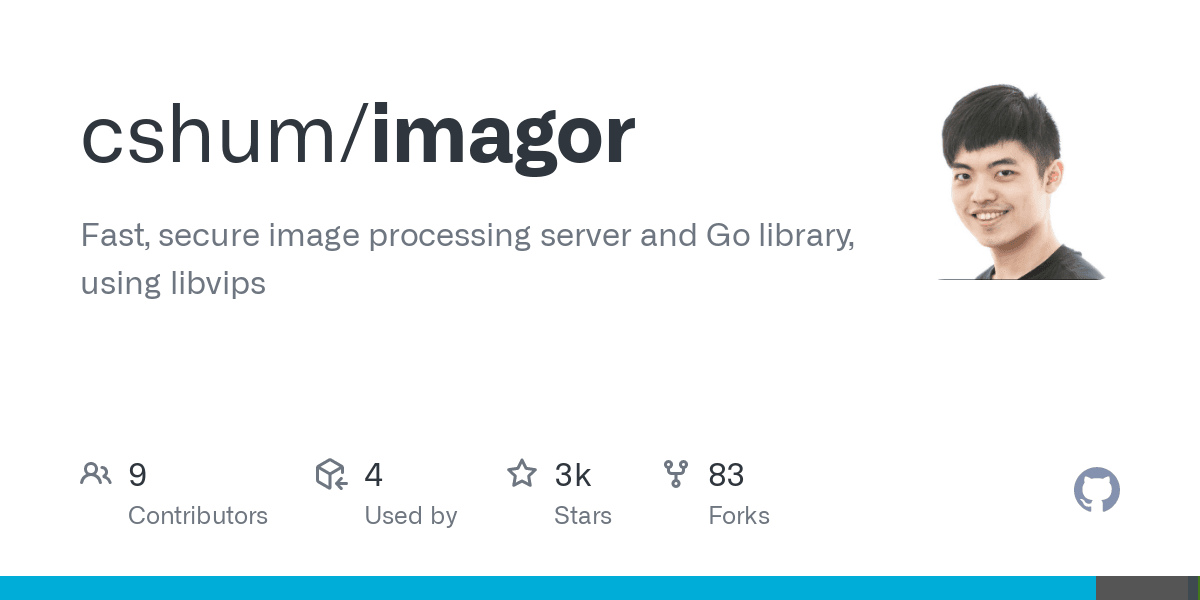 cshum/imagor
Fast, secure image processing server and Go library,
using libvips
9
Contributors
4
Used by
3k
Stars
83
Forks